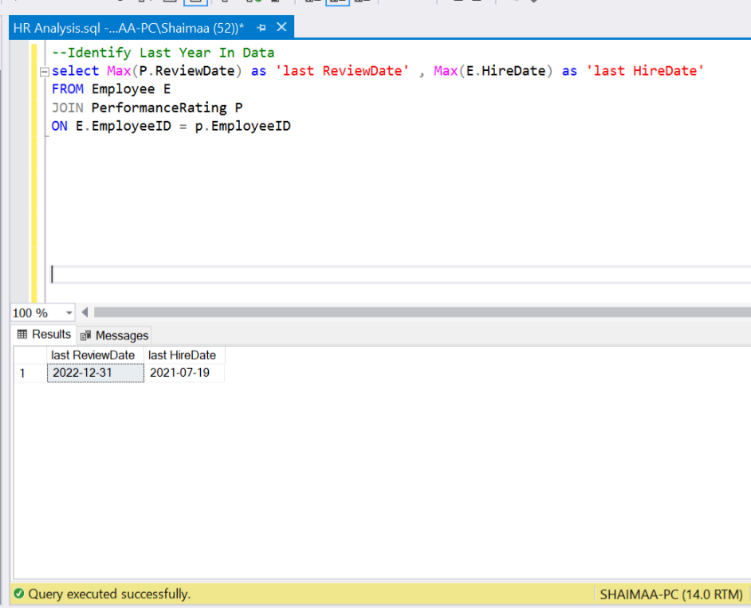 HR Analysis.sql -...AA-PC\Shaimaa (52))*
--Identify Last Year In Data
select Max(P.ReviewDate) as 'last ReviewDate' , Max(E.HireDate) as 'last HireDate'
FROM Employee E
JOIN PerformanceRating P
ON E.EmployeeID = p.EmployeeID
100 %
Results Messages
last ReviewDate last HireDate
1 2022-12-31 2021-07-19
Query executed successfully. SHAIMAA-PC (14.0 RTM)